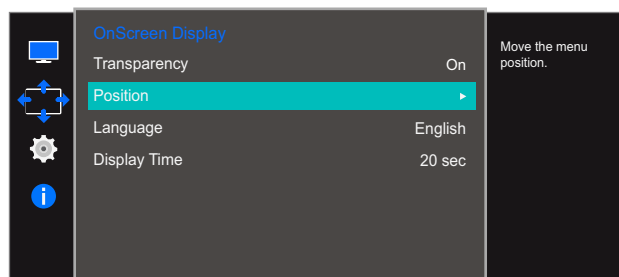 OnScreen Display
Transparency On
Position
Language English
Display Time 20 sec
Move the menu
position.